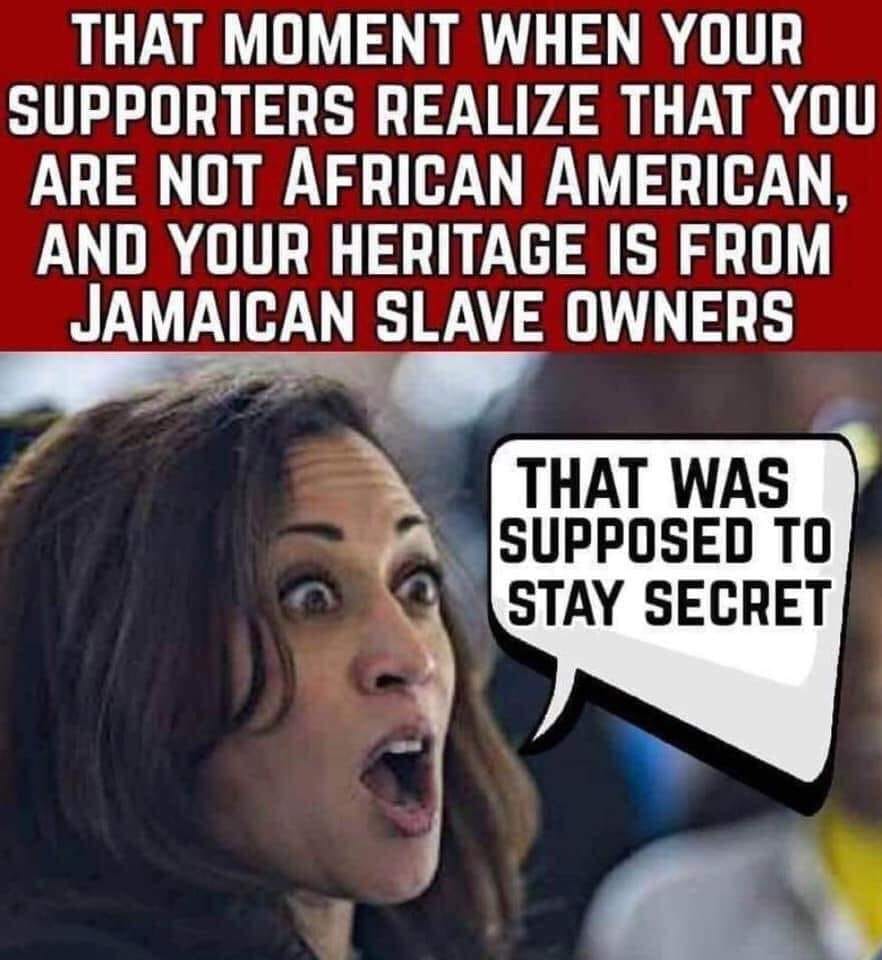 THAT MOMENT WHEN YOUR
SUPPORTERS REALIZE THAT YOU
ARE NOT AFRICAN AMERICAN,
AND YOUR HERITAGE IS FROM
JAMAICAN SLAVE OWNERS
THAT WAS
SUPPOSED TO
STAY SECRET